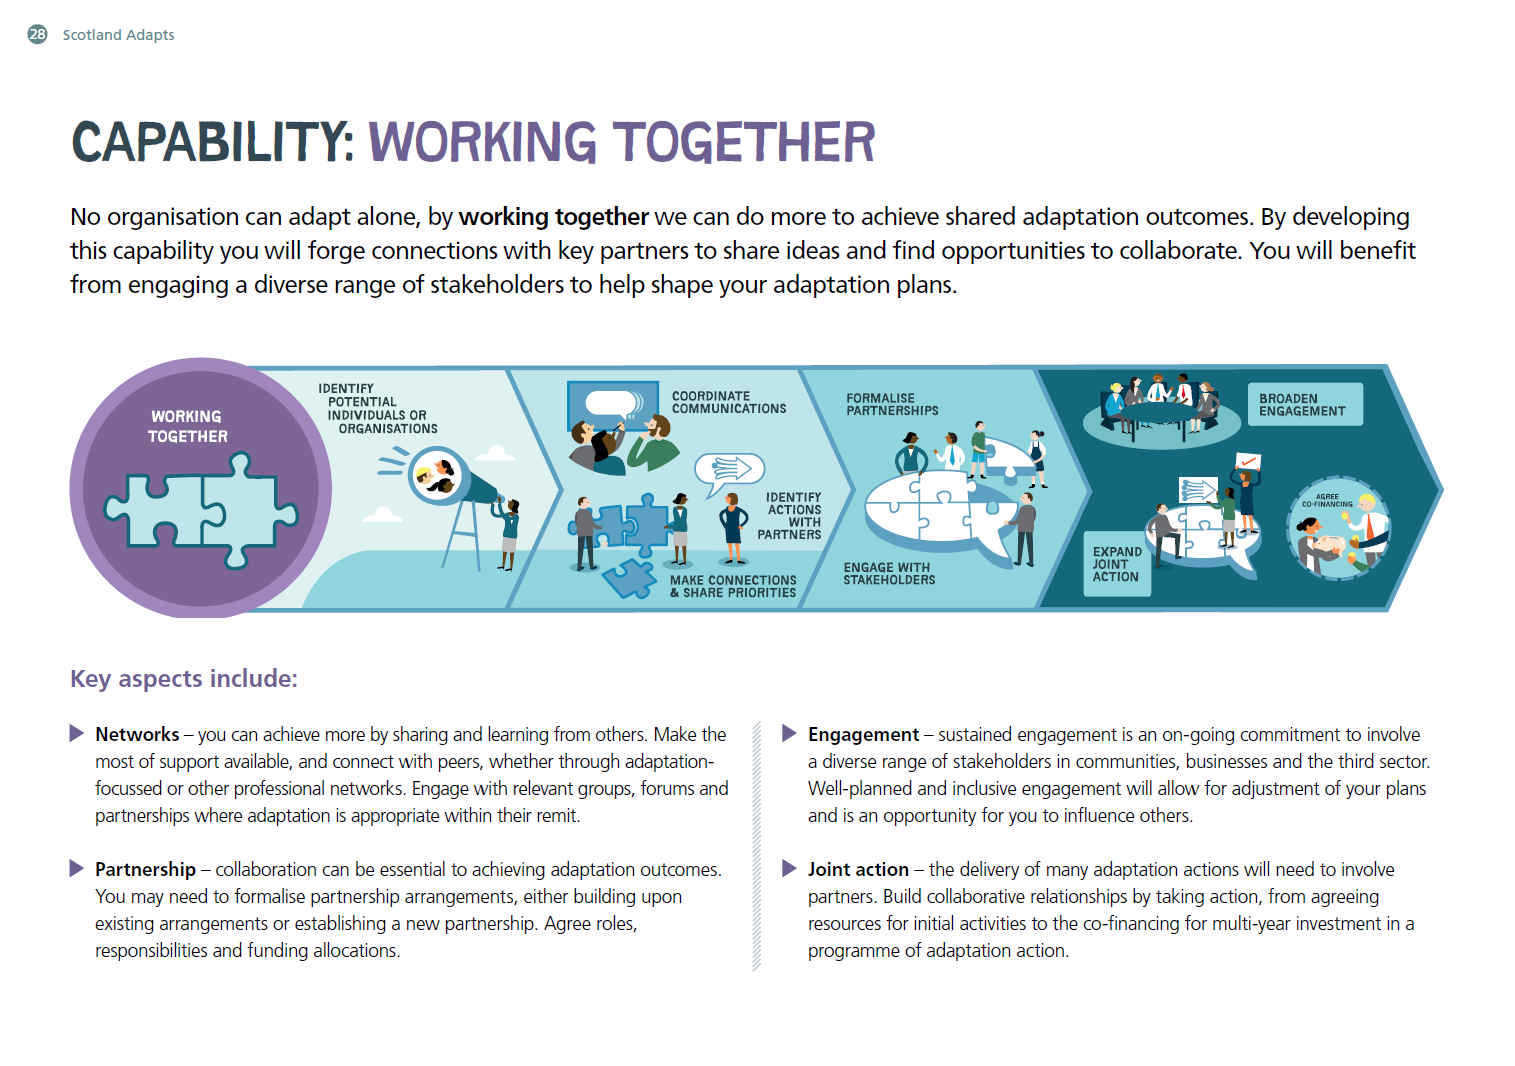 28 Scotland Adapts
CAPABILITY: WORKING TOGETHER
No organisation can adapt alone, by working together we can do more to achieve shared adaptation outcomes. By developing
this capability you will forge connections with key partners to share ideas and find opportunities to collaborate. You will benefit
from engaging a diverse range of stakeholders to help shape your adaptation plans.
WORKING
TOGETHER
IDENTIFY
POTENTIAL
INDIVIDUALS OR
ORGANISATIONS
COORDINATE
COMMUNICATIONS
IDENTIFY
ACTIONS
WITH
PARTNERS
MAKE CONNECTIONS
& SHARE PRIORITIES
FORMALISE
PARTNERSHIPS
ENGAGE WITH
STAKEHOLDERS
BROADEN
ENGAGEMENT
EXPAND
JOINT
ACTION
AGREE
CO-FINANCING
Key aspects include:
Networks – you can achieve more by sharing and learning from others. Make the
most of support available, and connect with peers, whether through adaptation-
focussed or other professional networks. Engage with relevant groups, forums and
partnerships where adaptation is appropriate within their remit.
Partnership – collaboration can be essential to achieving adaptation outcomes.
You may need to formalise partnership arrangements, either building upon
existing arrangements or establishing a new partnership. Agree roles,
responsibilities and funding allocations.
Engagement – sustained engagement is an on-going commitment to involve
a diverse range of stakeholders in communities, businesses and the third sector.
Well-planned and inclusive engagement will allow for adjustment of your plans
and is an opportunity for you to influence others.
Joint action – the delivery of many adaptation actions will need to involve
partners. Build collaborative relationships by taking action, from agreeing
resources for initial activities to the co-financing for multi-year investment in a
programme of adaptation action.